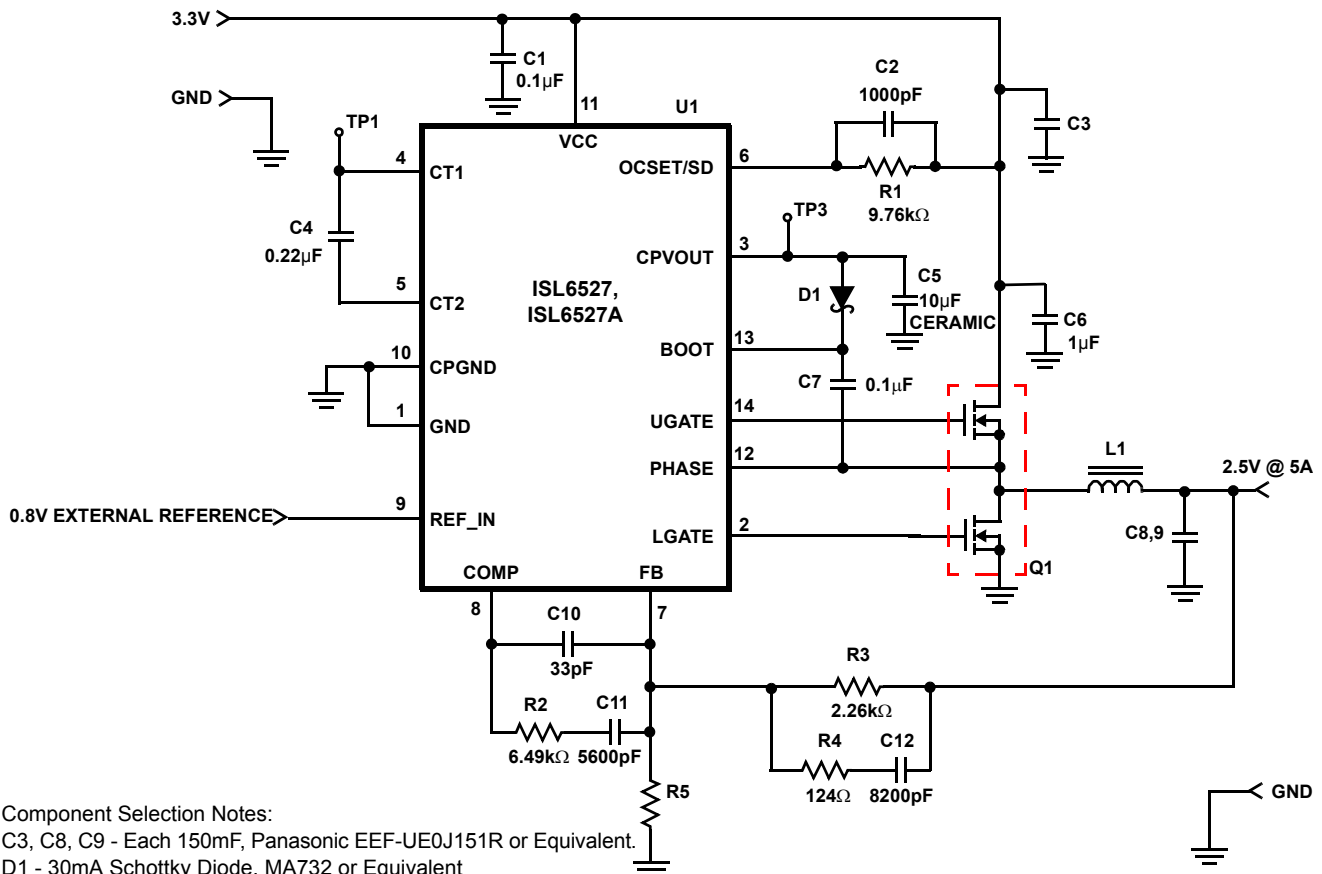 3.3V
C1
0.1µF
GND
TP1
11
U1
VCC
C2
1000pF
C3
4
CT1
OCSET/SD
6
R1
9.76kΩ
C4
0.22µF
TP3
3
CPVOUT
5
CT2
ISL6527,
ISL6527A
D1
C5
10µF
CERAMIC
C6
1µF
BOOT
13
10
CPGND
C7
0.1µF
1
GND
UGATE
14
PHASE
12
L1
2.5V @ 5A
0.8V EXTERNAL REFERENCE
9
REF_IN
LGATE
2
C8,9
Q1
COMP
FB
8
7
C10
33pF
R3
2.26kΩ
R2
C11
6.49kΩ
5600pF
R4
C12
124Ω
8200pF
R5
GND
Component Selection Notes:
C3, C8, C9 - Each 150mF, Panasonic EEF-UE0J151R or Equivalent.
D1 - 30mA Schottky Diode, MA732 or Equivalent